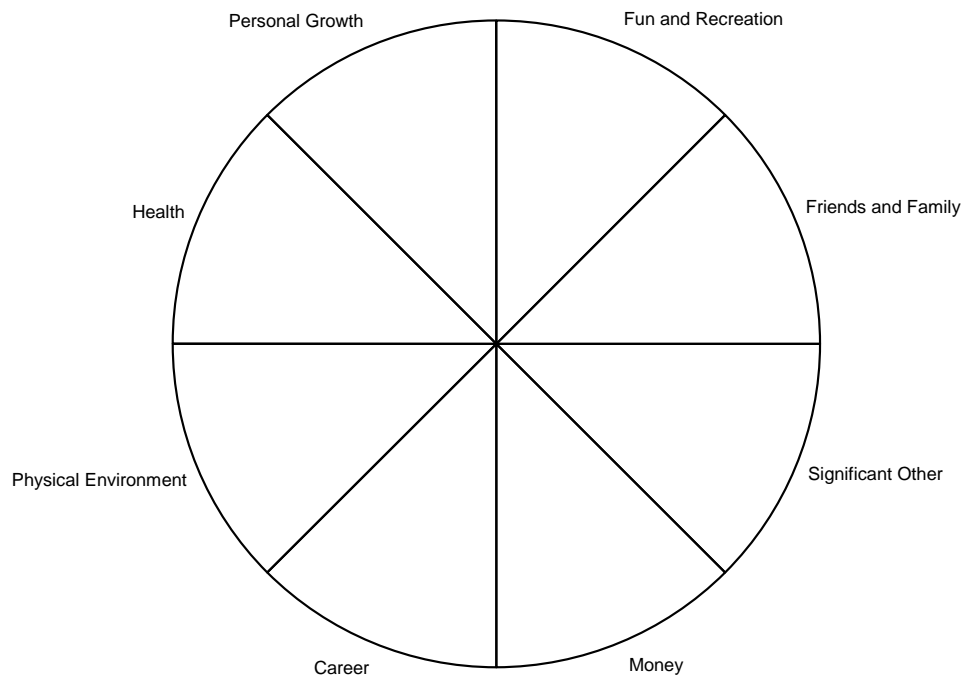 Personal Growth
Fun and Recreation
Health
Friends and Family
Physical Environment
Significant Other
Career
Money